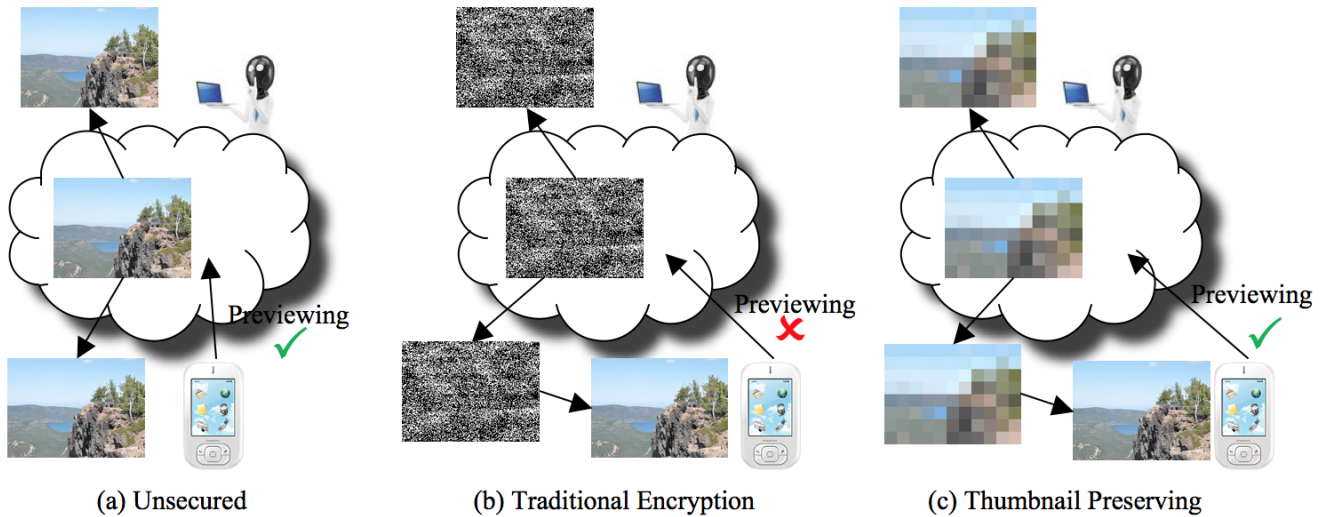 Previewing
Previewing
Previewing
(a) Unsecured
(b) Traditional Encryption
(c) Thumbnail Preserving